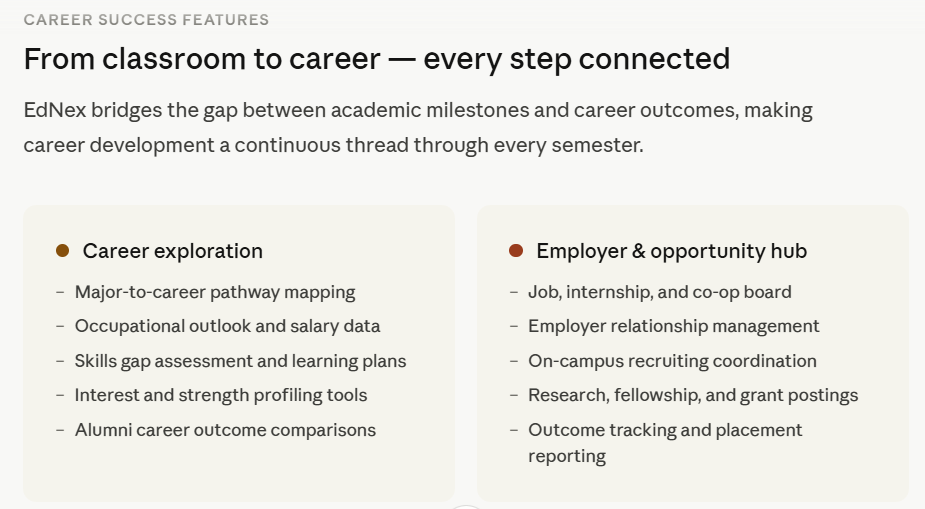 CAREER SUCCESS FEATURES
From classroom to career — every step connected
EdNex bridges the gap between academic milestones and career outcomes, making
career development a continuous thread through every semester.
Career exploration
– Major-to-career pathway mapping
– Occupational outlook and salary data
– Skills gap assessment and learning plans
– Interest and strength profiling tools
– Alumni career outcome comparisons
Employer & opportunity hub
– Job, internship, and co-op board
– Employer relationship management
– On-campus recruiting coordination
– Research, fellowship, and grant postings
– Outcome tracking and placement
reporting